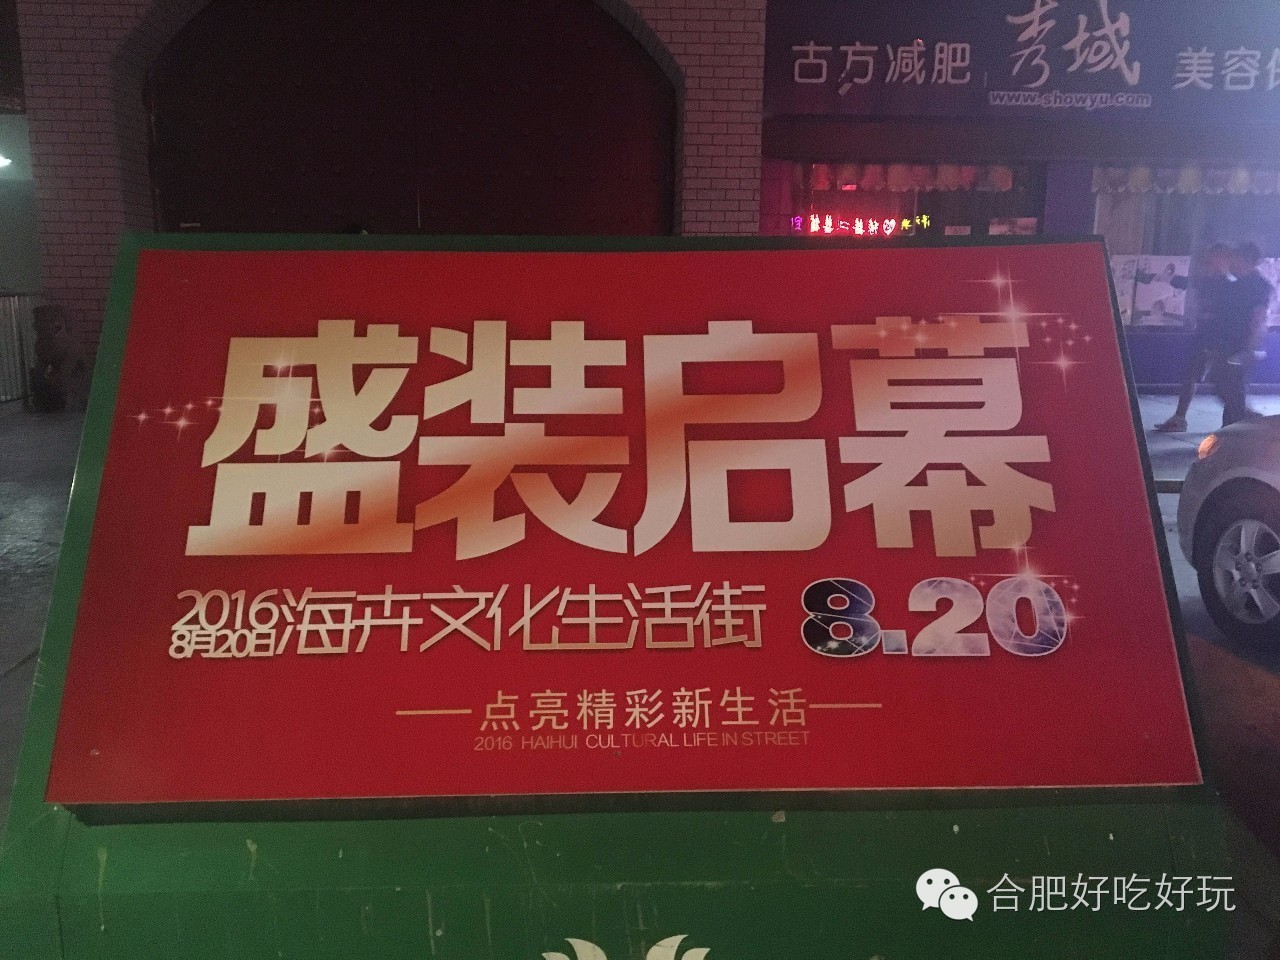 古方减肥
秀域
www.showyu.com
美容
盛装启幕
2016
8月20日
海卉文化生活街
8.20
点亮精彩新生活
2016 HAIHUI CULTURAL LIFE IN STREET
合肥好吃好玩